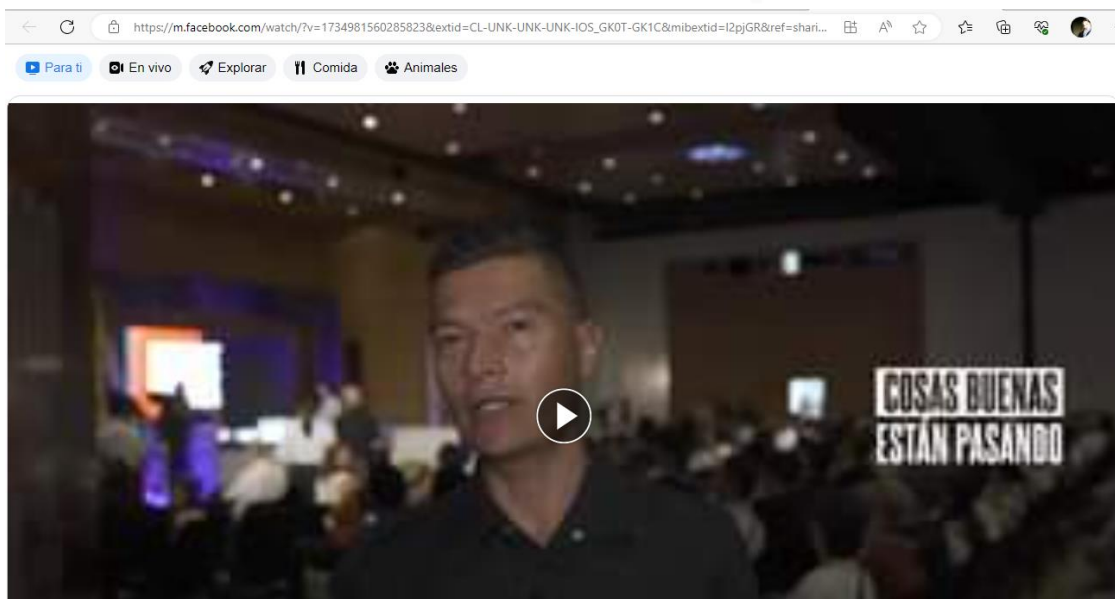 https://m.facebook.com/watch/?v=1734981560285823&extid=CL-UNK-UNK-UNK-IOS_GK0T-GK1C&mibextid=I2pjGR&ref=shari...
Para ti En vivo Explorar Comida Animales
COSAS BUENAS
ESTÁN PASANDO